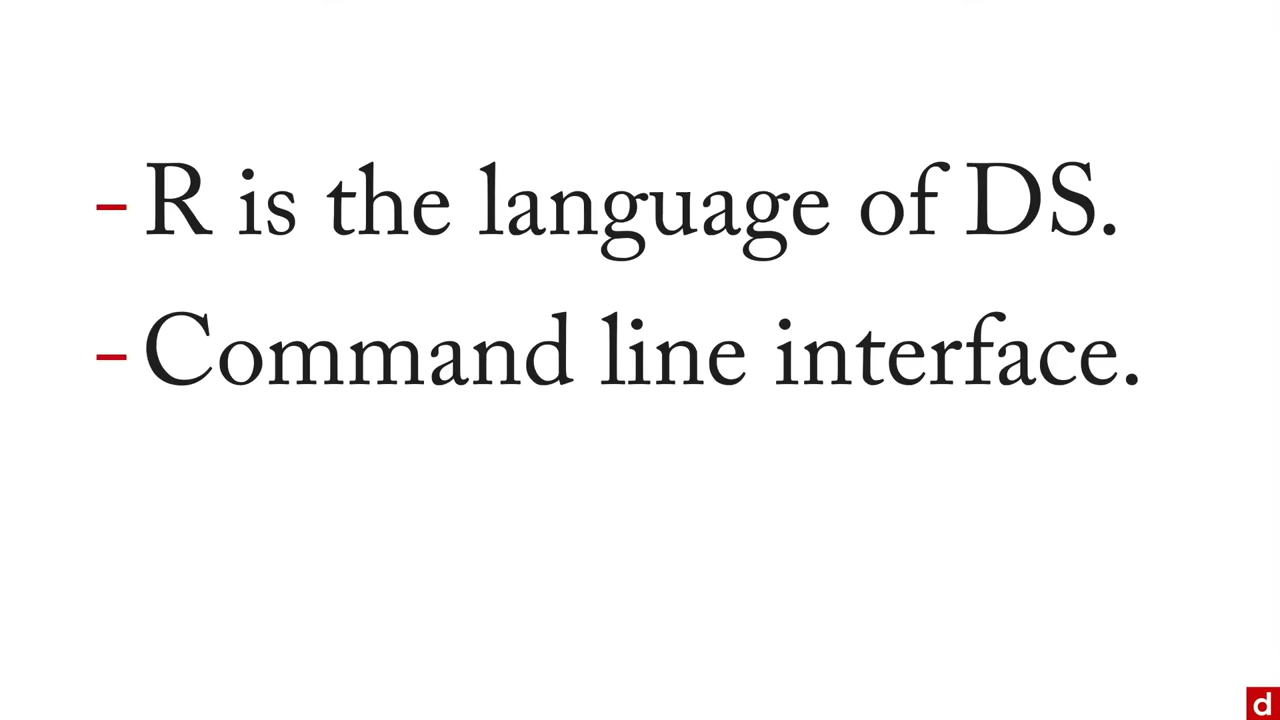 - R is the language of DS.
- Command line interface.
d